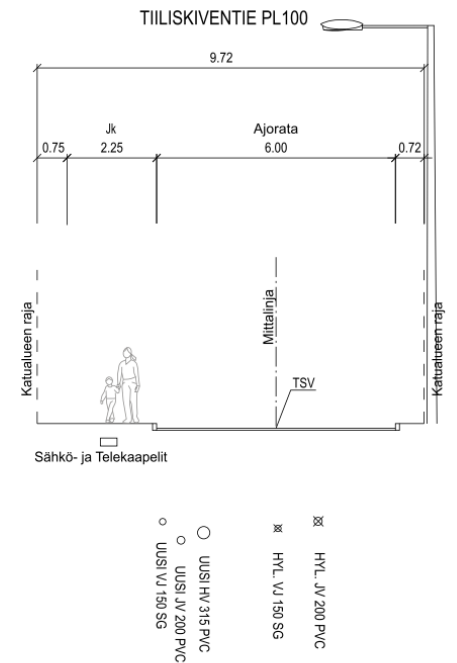 TIILISKIVENTIE PL100
9.72
Jk
Ajorata
0.75
2.25
6.00
0.72
Katualueen raja
Mittalinja
Katualueen raja
TSV
Sähkö- ja Telekaapelit
UUSI VJ 150 SG
UUSI JV 200 PVC
UUSI HV 315 PVC
HYL. VJ 150 SG
HYL. JV 200 PVC